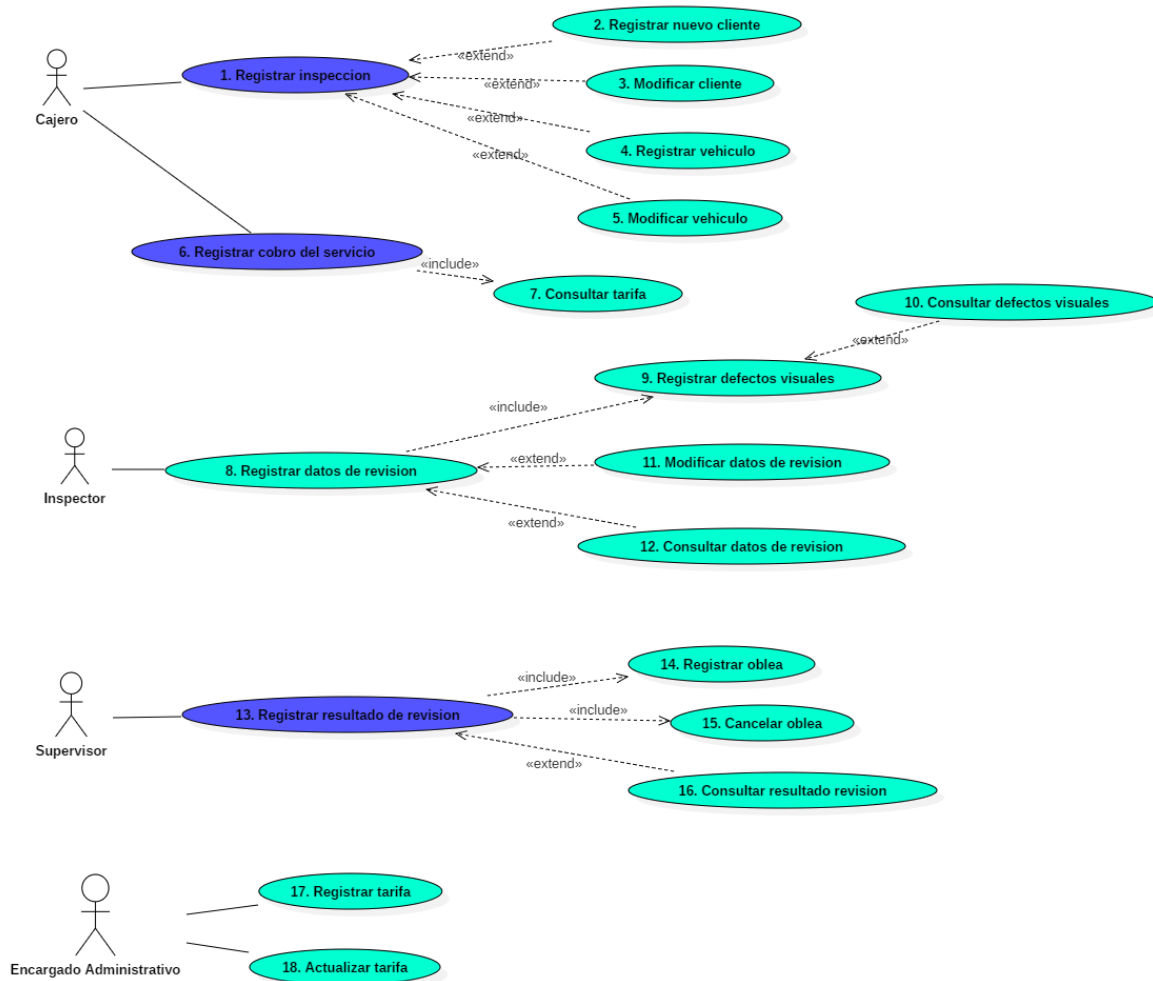 2. Registrar nuevo cliente
«extend»
1. Registrar inspeccion
«extend»
3. Modificar cliente
Cajero
«extend»
4. Registrar vehiculo
«extend»
5. Modificar vehiculo
6. Registrar cobro del servicio
«include»
7. Consultar tarifa
10. Consultar defectos visuales
«extend»
9. Registrar defectos visuales
«include»
8. Registrar datos de revision
«extend»
11. Modificar datos de revision
Inspector
«extend»
12. Consultar datos de revision
14. Registrar oblea
«include»
13. Registrar resultado de revision
«include»
15. Cancelar oblea
Supervisor
«extend»
16. Consultar resultado revision
17. Registrar tarifa
Encargado Administrativo
18. Actualizar tarifa